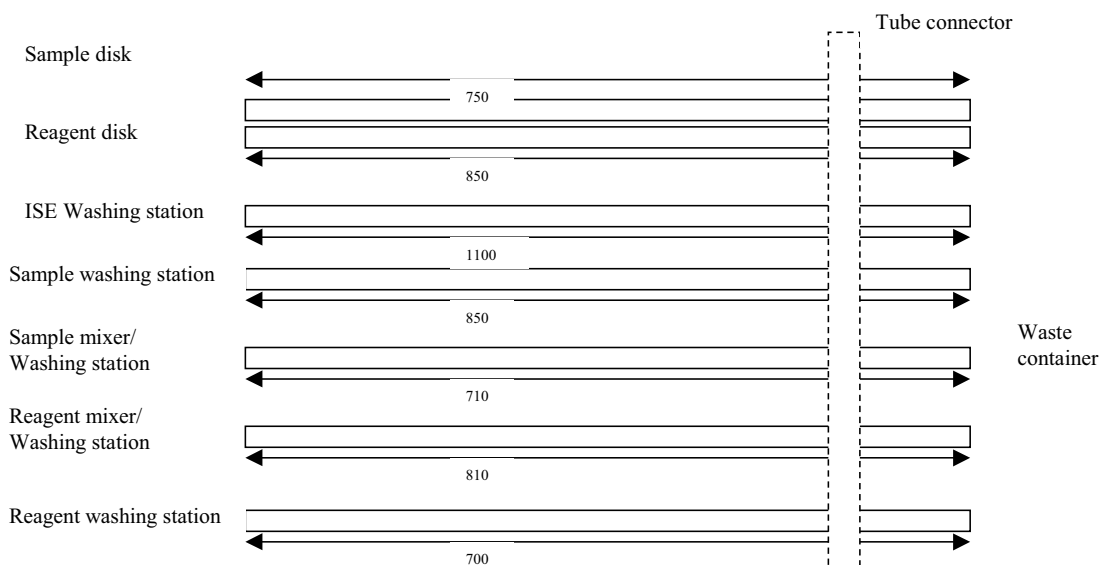 Tube connector
Sample disk
750
Reagent disk
850
ISE Washing station
1100
Sample washing station
850
Sample mixer/
Washing station
Waste
container
710
Reagent mixer/
Washing station
810
Reagent washing station
700